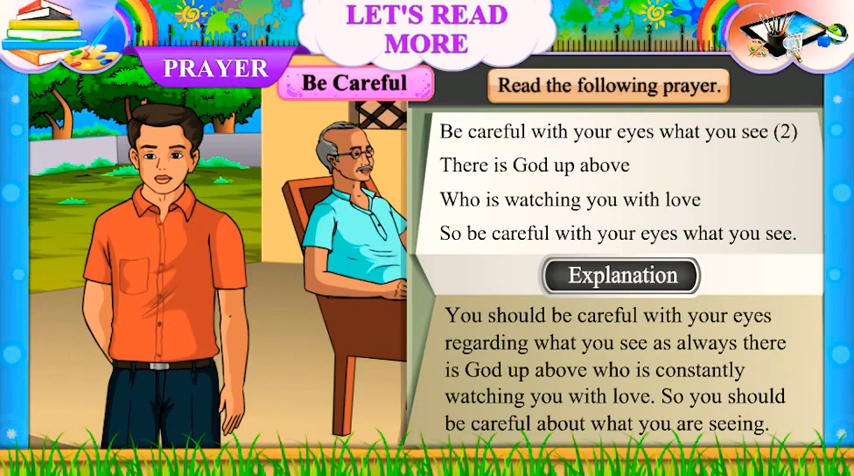 LET'S READ
MORE
PRAYER
Be Careful
Read the following prayer.
Be careful with your eyes what you see (2)
There is God up above
Who is watching you with love
So be careful with your eyes what you see.
Explanation
You should be careful with your eyes
regarding what you see as always there
is God up above who is constantly
watching you with love. So you should
be careful about what you are seeing.